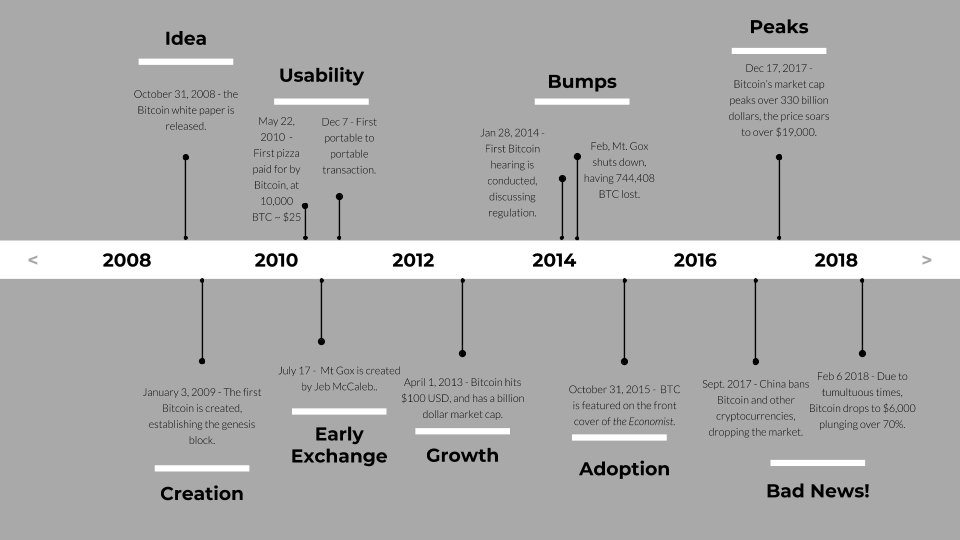 Idea
October 31, 2008 - the
Bitcoin white paper is
released.
Usability
May 22,
2010 -
First pizza
paid for by
Bitcoin, at
10,000
BTC ~ $25
Dec 7 - First
portable to
portable
transaction.
Bumps
Jan 28, 2014 -
First Bitcoin
hearing is
conducted,
discussing
regulation.
Feb, Mt. Gox
shuts down,
having 744,408
BTC lost.
Peaks
Dec 17, 2017 -
Bitcoin's market cap
peaks over 330 billion
dollars, the price soars
to over $19,000.
< 2008 2010 2012 2014 2016 2018 >
January 3, 2009 - The first
Bitcoin is created,
establishing the genesis
block.
Creation
July 17 - Mt Gox is created
by Jeb McCaleb..
Early
Exchange
April 1, 2013 - Bitcoin hits
$100 USD, and has a billion
dollar market cap.
Growth
October 31, 2015 - BTC
is featured on the front
cover of the Economist.
Adoption
Sept. 2017 - China bans
Bitcoin and other
cryptocurrencies,
dropping the market.
Feb 6 2018 - Due to
tumultuous times,
Bitcoin drops to $6,000
plunging over 70%.
Bad News!